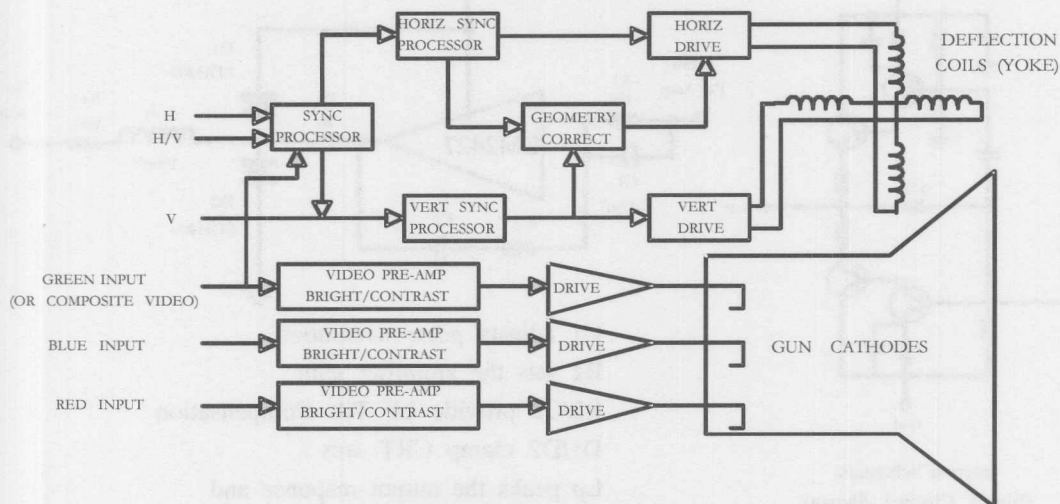 HORIZ SYNC
PROCESSOR
HORIZ
DRIVE
DEFLECTION
COILS (YOKE)
H
H/V
SYNC
PROCESSOR
GEOMETRY
CORRECT
V
VERT SYNC
PROCESSOR
VERT
DRIVE
GREEN INPUT
(OR COMPOSITE VIDEO)
VIDEO PRE-AMP
BRIGHT/CONTRAST
DRIVE
BLUE INPUT
VIDEO PRE-AMP
BRIGHT/CONTRAST
DRIVE
GUN CATHODES
RED INPUT
VIDEO PRE-AMP
BRIGHT/CONTRAST
DRIVE